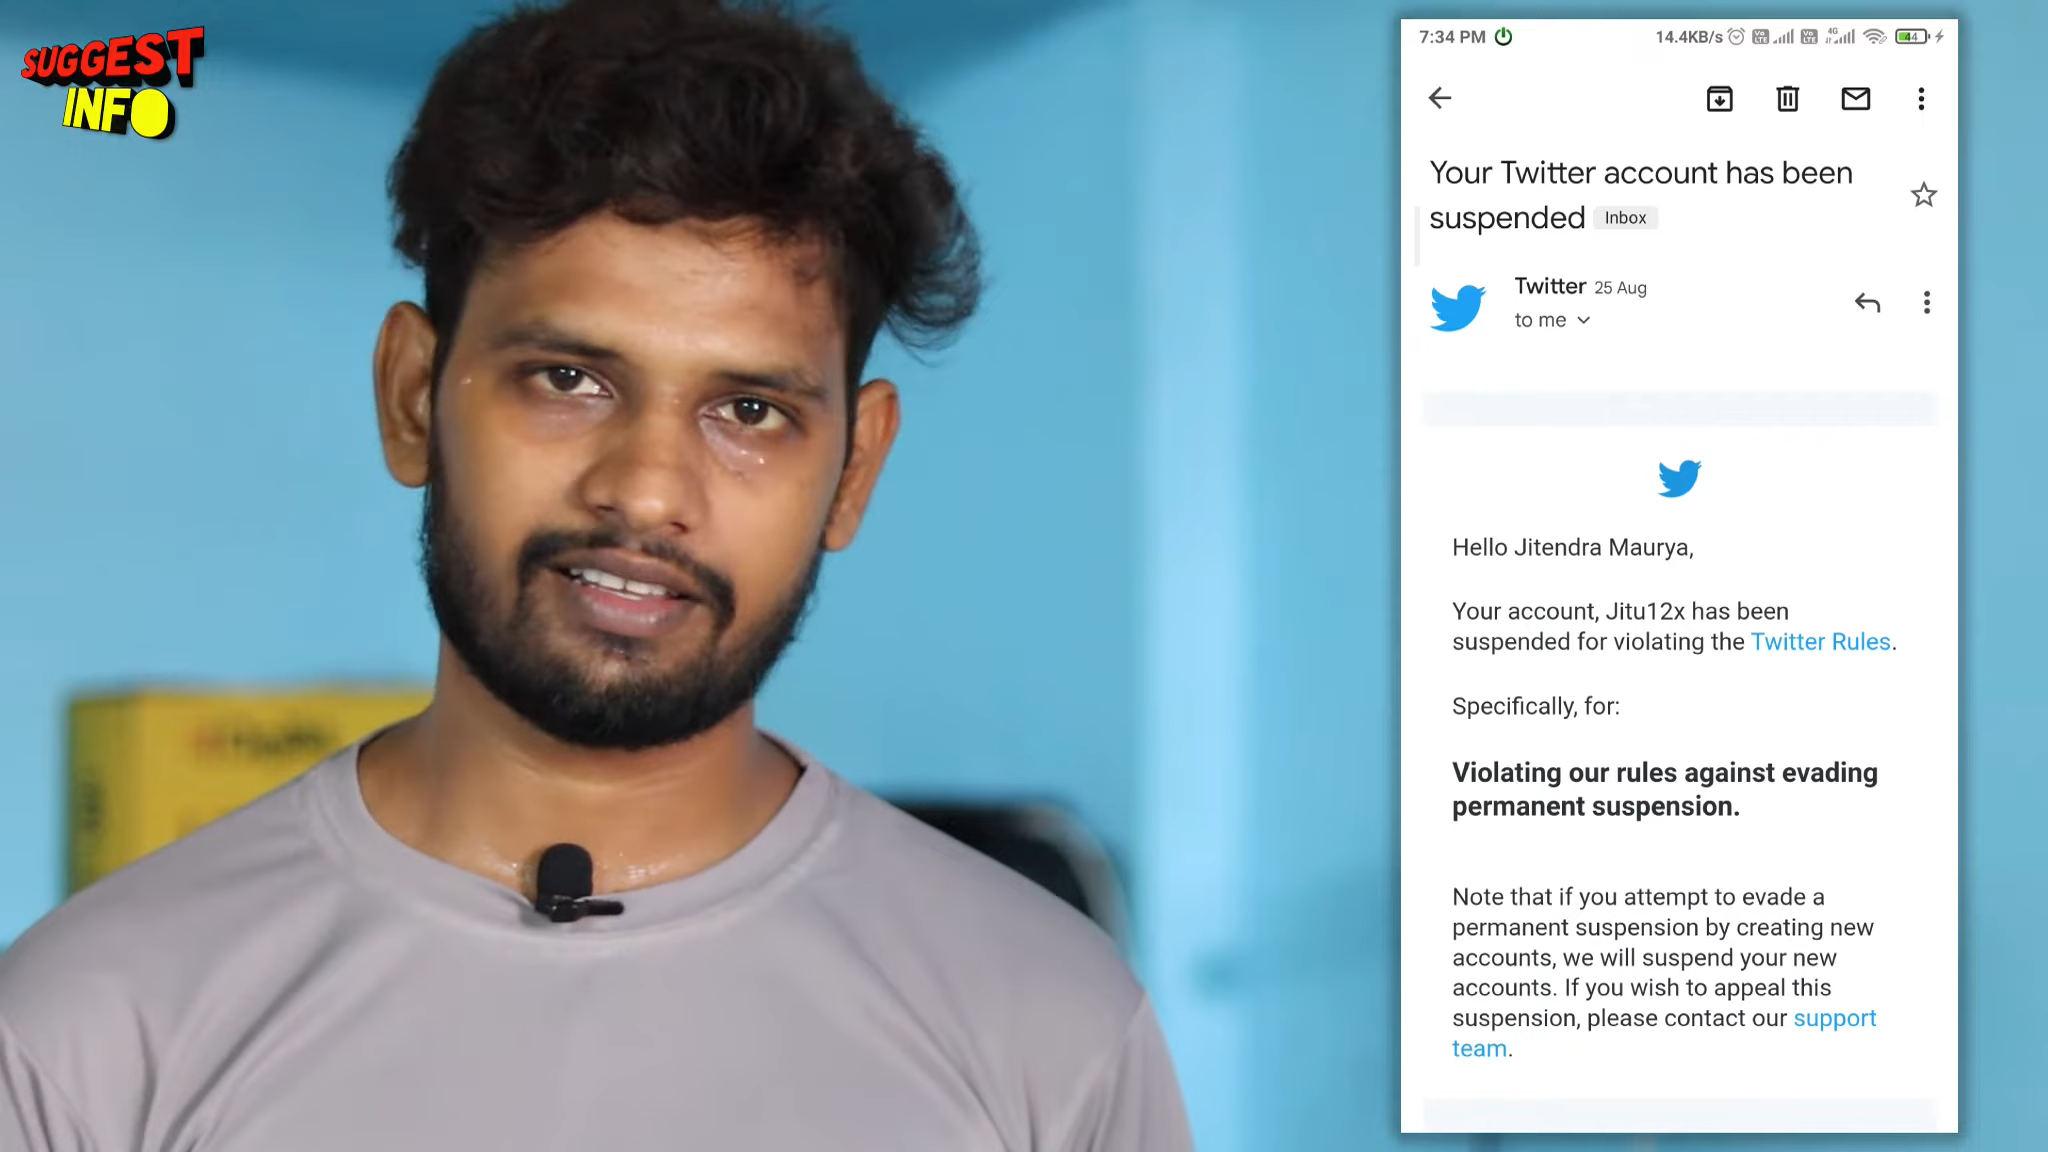 SUGGEST
INFO
7:34 PM
14.4KB/s
4G
44
Your Twitter account has been
suspended Inbox
Twitter 25 Aug
to me
Hello Jitendra Maurya,
Your account, Jitu12x has been
suspended for violating the Twitter Rules.
Specifically, for:
Violating our rules against evading
permanent suspension.
Note that if you attempt to evade a
permanent suspension by creating new
accounts, we will suspend your new
accounts. If you wish to appeal this
suspension, please contact our support
team.